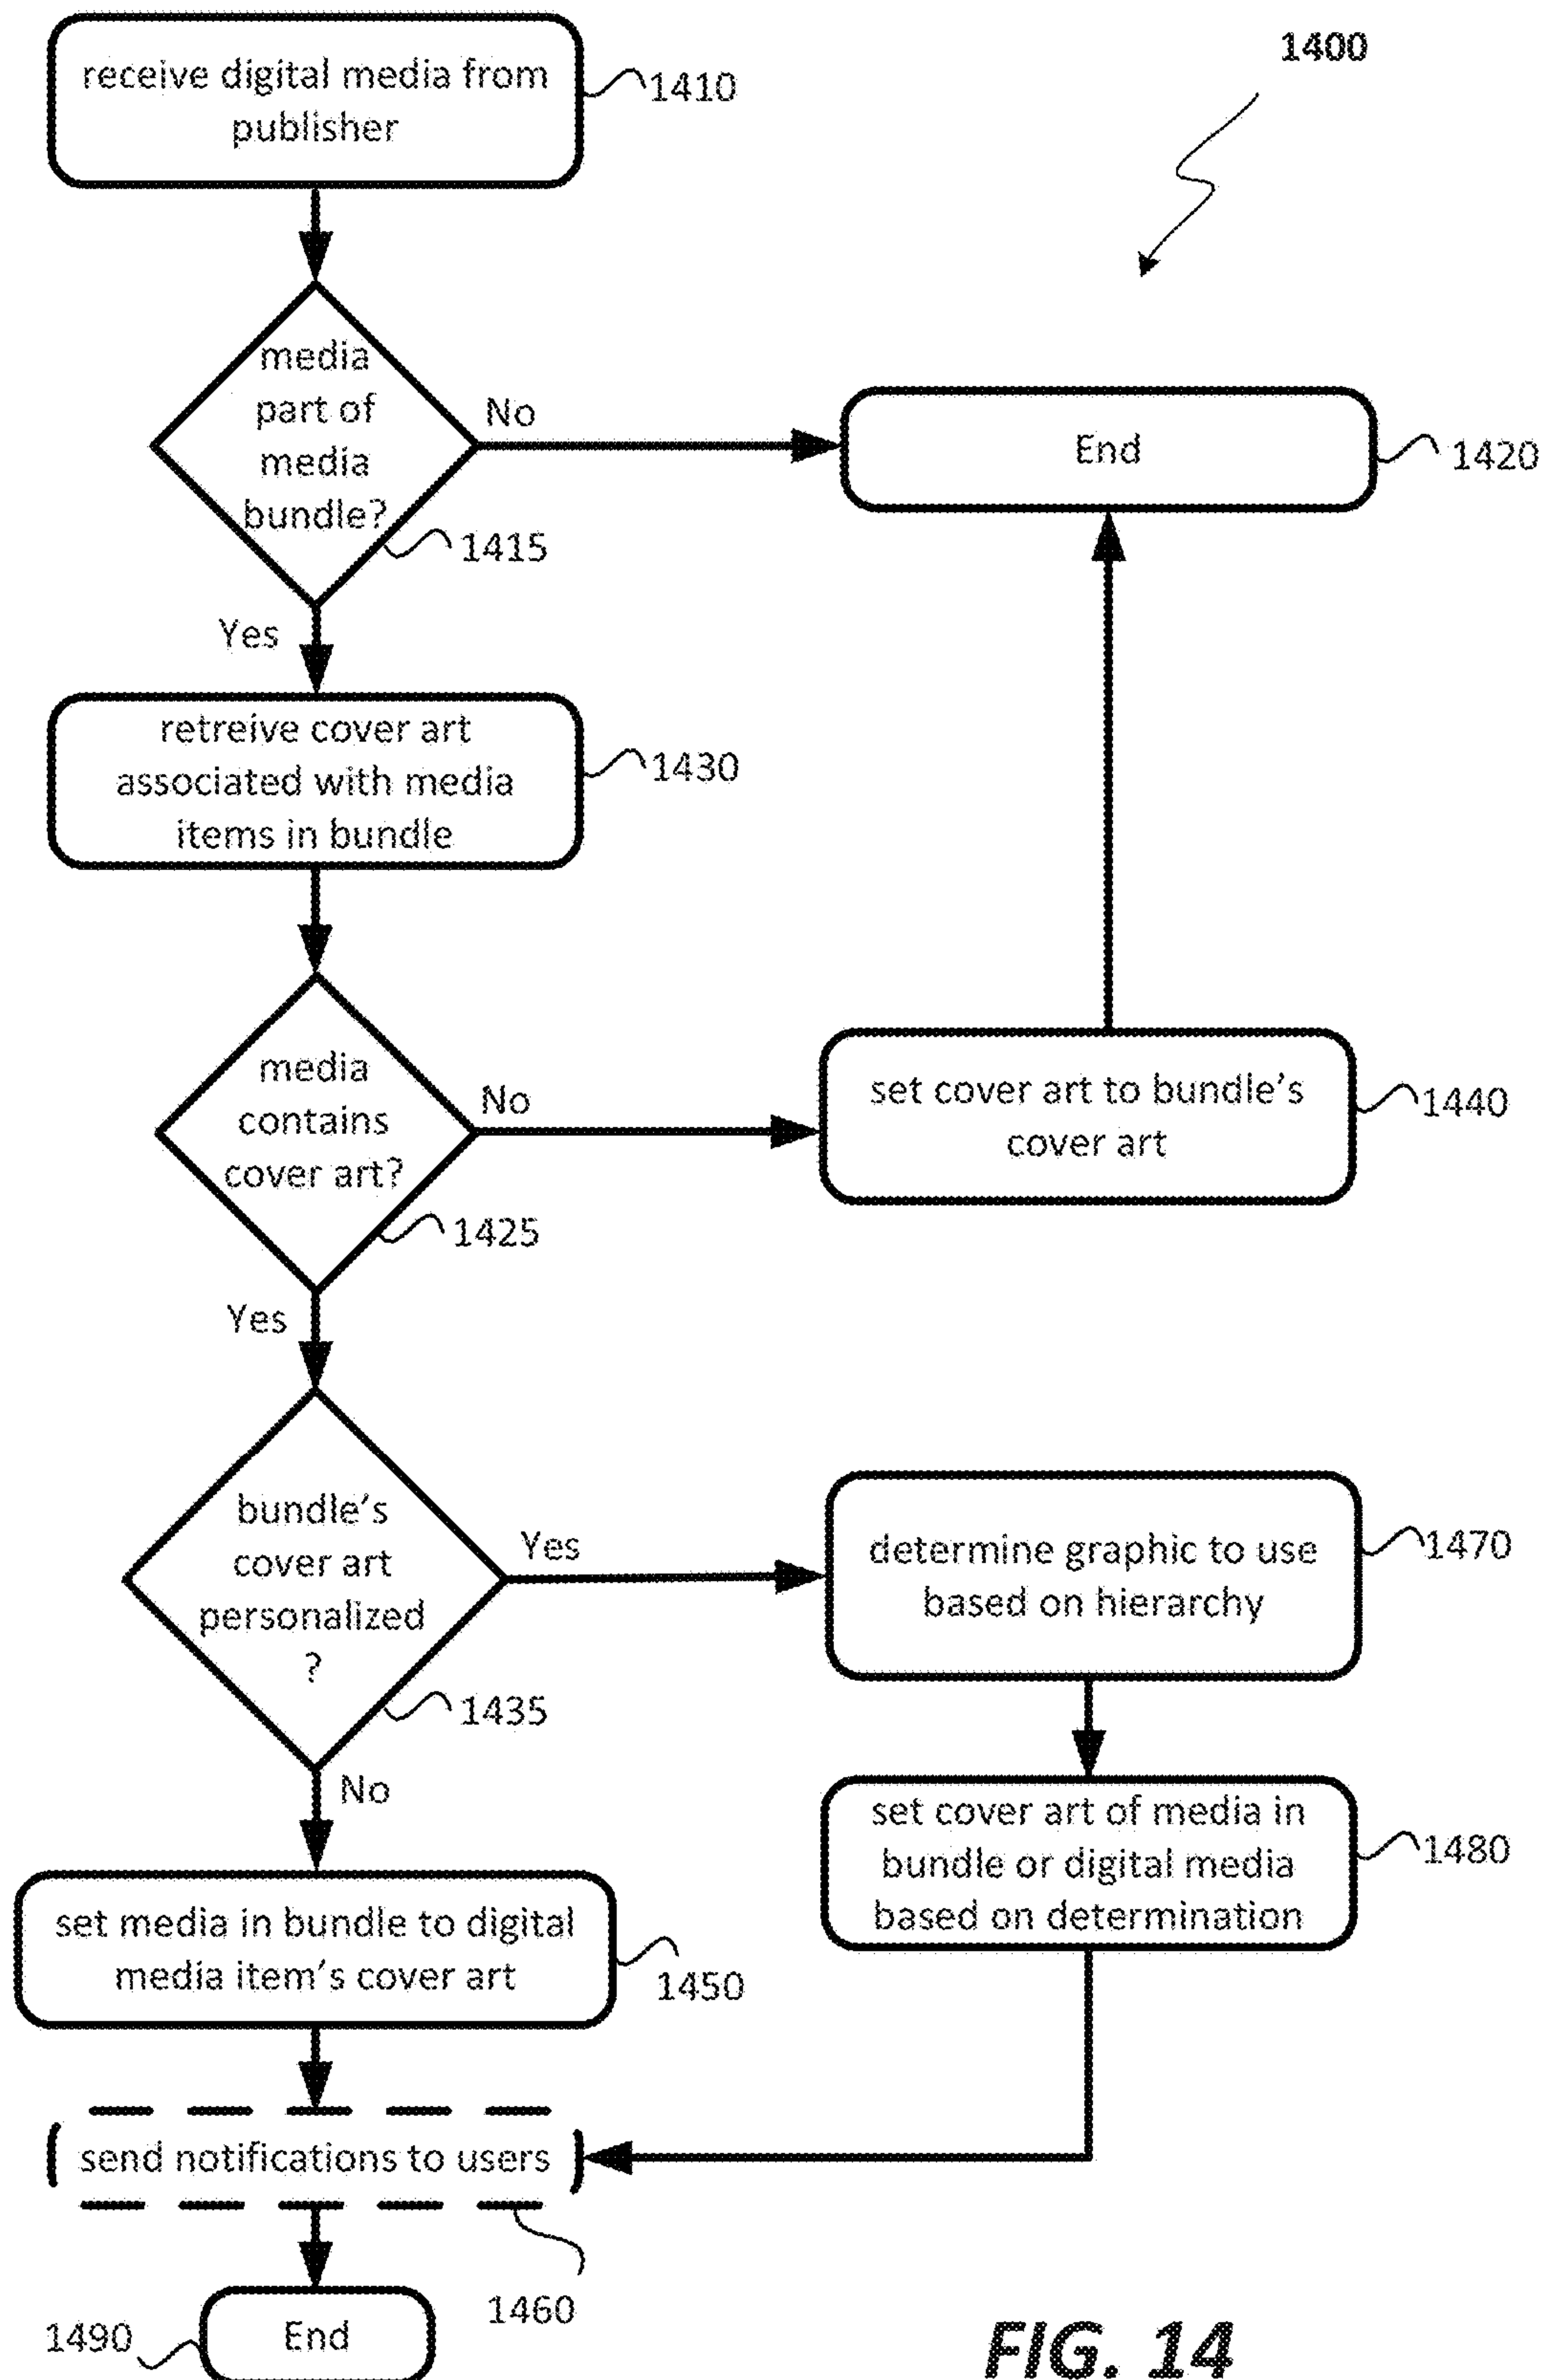 receive digital media from
publisher
1410
1400
media
part of
media
bundle?
1415
No
End
1420
Yes
retreive cover art
associated with media
items in bundle
1430
media
contains
cover art?
1425
No
set cover art to bundle's
cover art
1440
Yes
bundle's
cover art
personalized
?
1435
Yes
determine graphic to use
based on hierarchy
1470
No
set cover art of media in
bundle or digital media
based on determination
1480
set media in bundle to digital
media item's cover art
1450
send notifications to users
1460
End
1490
FIG. 14